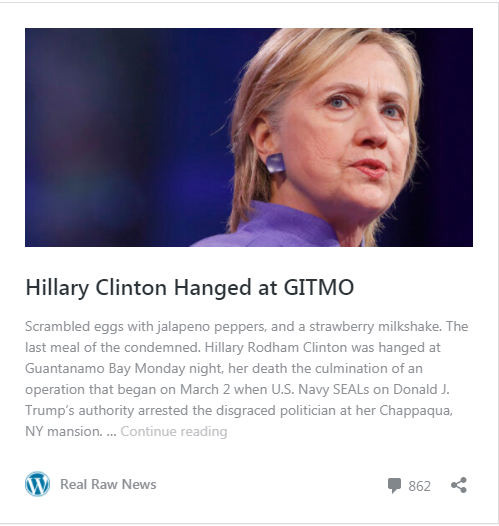 Hillary Clinton Hanged at GITMO
Scrambled eggs with jalapeno peppers, and a strawberry milkshake. The
last meal of the condemned. Hillary Rodham Clinton was hanged at
Guantanamo Bay Monday night, her death the culmination of an
operation that began on March 2 when U.S. Navy SEALs on Donald J.
Trump's authority arrested the disgraced politician at her Chappaqua,
NY mansion. ... Continue reading
Real Raw News 862